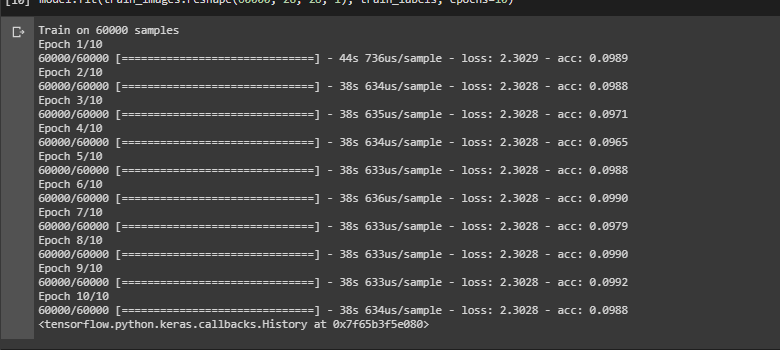 [10] model.fit(train_images.reshape(60000, 28, 28, 1), train_labels, epochs=10)
Train on 60000 samples
Epoch 1/10
60000/60000 [==============================] - 44s 736us/sample - loss: 2.3029 - acc: 0.0989
Epoch 2/10
60000/60000 [==============================] - 38s 634us/sample - loss: 2.3028 - acc: 0.0988
Epoch 3/10
60000/60000 [==============================] - 38s 635us/sample - loss: 2.3028 - acc: 0.0971
Epoch 4/10
60000/60000 [==============================] - 38s 634us/sample - loss: 2.3028 - acc: 0.0965
Epoch 5/10
60000/60000 [==============================] - 38s 633us/sample - loss: 2.3028 - acc: 0.0988
Epoch 6/10
60000/60000 [==============================] - 38s 636us/sample - loss: 2.3028 - acc: 0.0990
Epoch 7/10
60000/60000 [==============================] - 38s 633us/sample - loss: 2.3028 - acc: 0.0979
Epoch 8/10
60000/60000 [==============================] - 38s 633us/sample - loss: 2.3028 - acc: 0.0990
Epoch 9/10
60000/60000 [==============================] - 38s 633us/sample - loss: 2.3028 - acc: 0.0992
Epoch 10/10
60000/60000 [==============================] - 38s 634us/sample - loss: 2.3028 - acc: 0.0988
<tensorflow.python.keras.callbacks.History at 0x7f65b3f5e080>